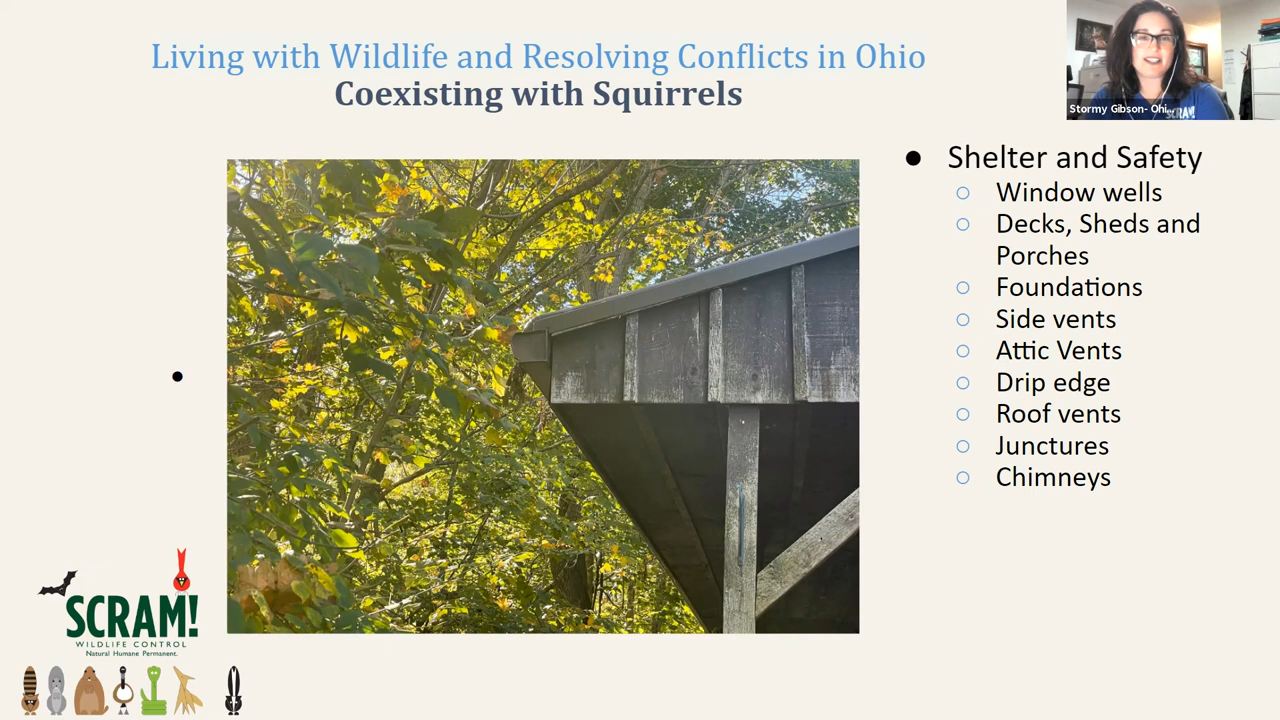 Living with Wildlife and Resolving Conflicts in Ohio
Coexisting with Squirrels
Stormy Gibson- Ohi...
SCRAM!
Shelter and Safety
Window wells
Decks, Sheds and
Porches
Foundations
Side vents
Attic Vents
Drip edge
Roof vents
Junctures
Chimneys
SCRAM!
WILDLIFE CONTROL
Natural Humane Permanent.